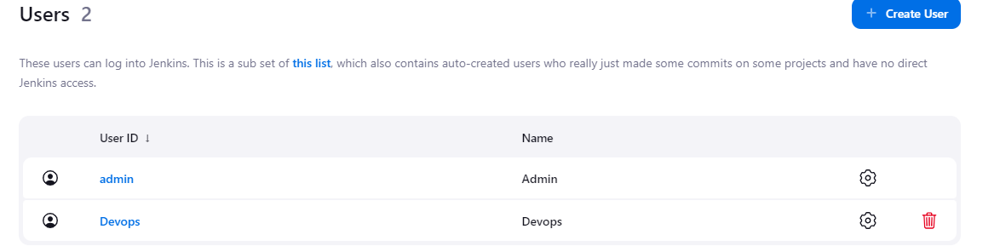 Users 2
+ Create User
These users can log into Jenkins. This is a sub set of this list, which also contains auto-created users who really just made some commits on some projects and have no direct
Jenkins access.
User ID ↓ Name
admin Admin
Devops Devops